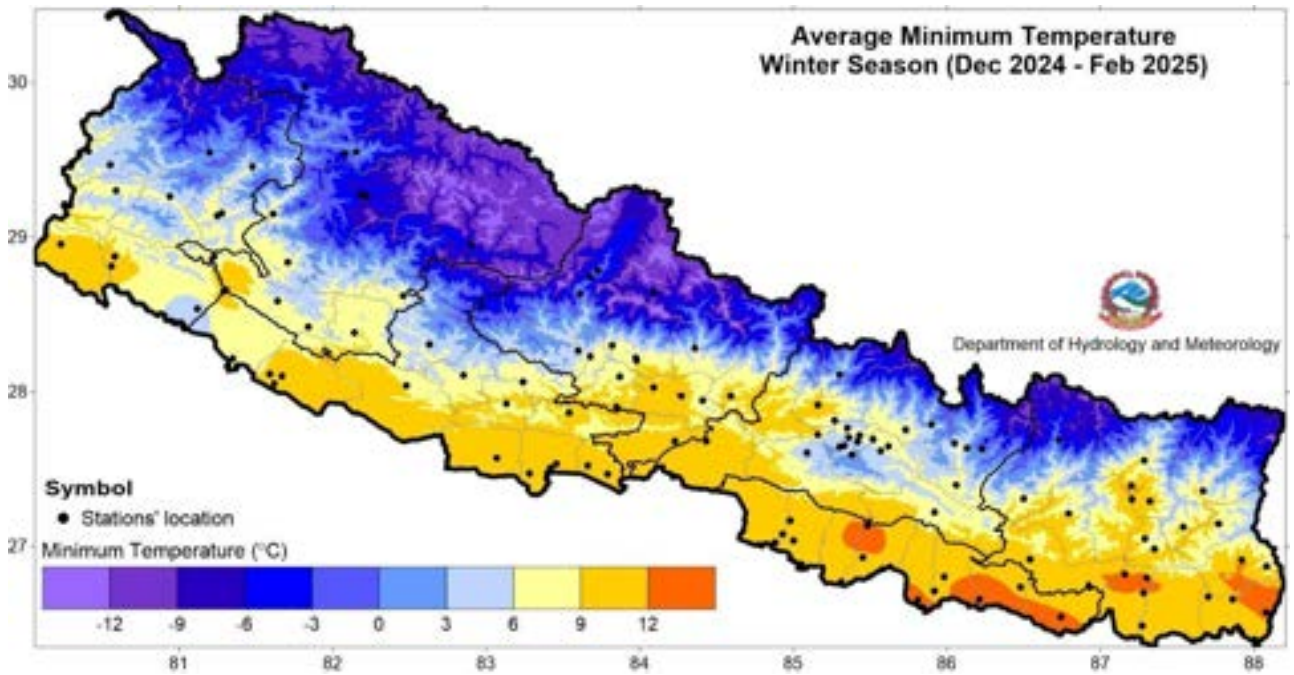 Average Minimum Temperature
Winter Season (Dec 2024 - Feb 2025)
30
29
28
27
Department of Hydrology and Meteorology
Symbol
Stations' location
Minimum Temperature (°C)
-12 -9 -6 -3 0 3 6 9 12
81 82 83 84 85 86 87 88